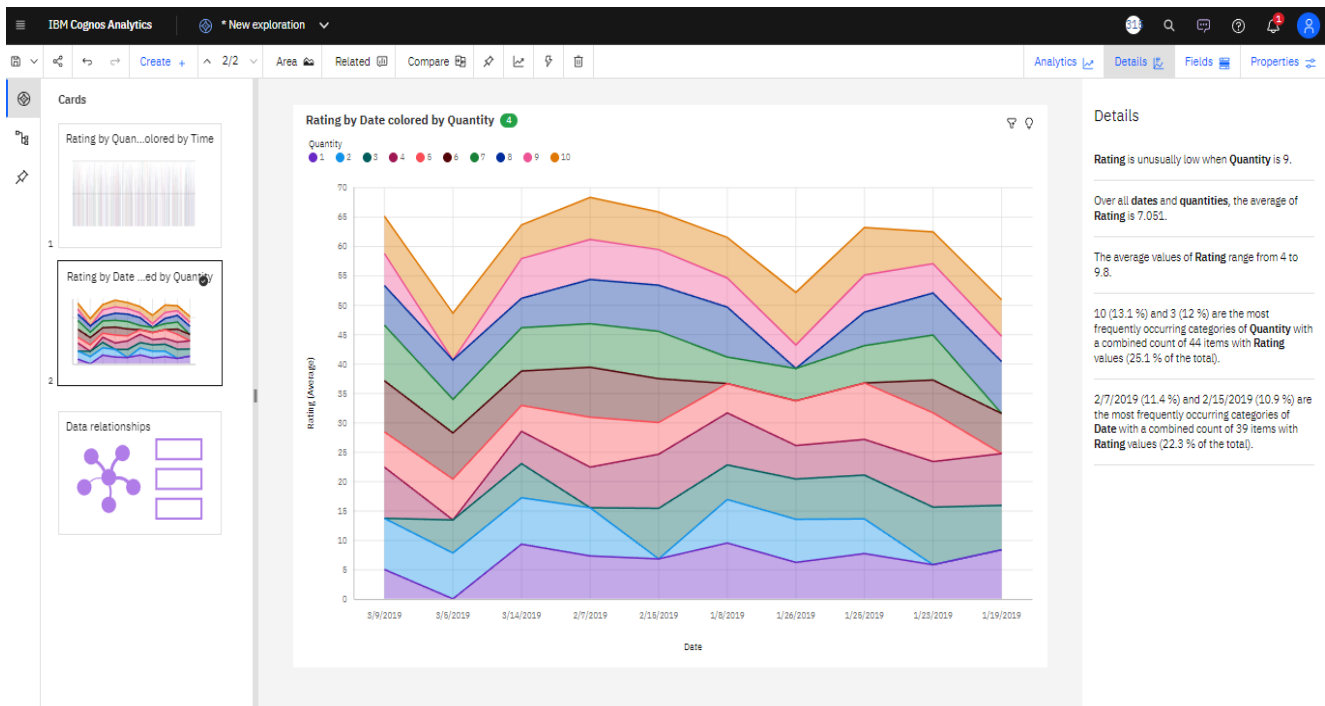 IBM Cognos Analytics
* New exploration
1
Create +
2/2
Area
Related
Compare
Analytics
Details
Fields
Properties
Cards
Rating by Quan...olored by Time
1
Rating by Date ...ed by Quantity
2
Data relationships
Rating by Date colored by Quantity 4
Quantity
1 2 3 4 5 6 7 8 9 10
Rating (Average)
70
65
60
55
50
45
40
35
30
25
20
15
10
5
0
3/9/2019 3/5/2019 3/14/2019 2/7/2019 2/15/2019 1/8/2019 1/26/2019 1/25/2019 1/23/2019 1/19/2019
Date
Details
Rating is unusually low when Quantity is 9.
Over all dates and quantities, the average of
Rating is 7.051.
The average values of Rating range from 4 to
9.8.
10 (13.1 %) and 3 (12 %) are the most
frequently occurring categories of Quantity with
a combined count of 44 items with Rating
values (25.1 % of the total).
2/7/2019 (11.4 %) and 2/15/2019 (10.9 %) are
the most frequently occurring categories of
Date with a combined count of 39 items with
Rating values (22.3 % of the total).